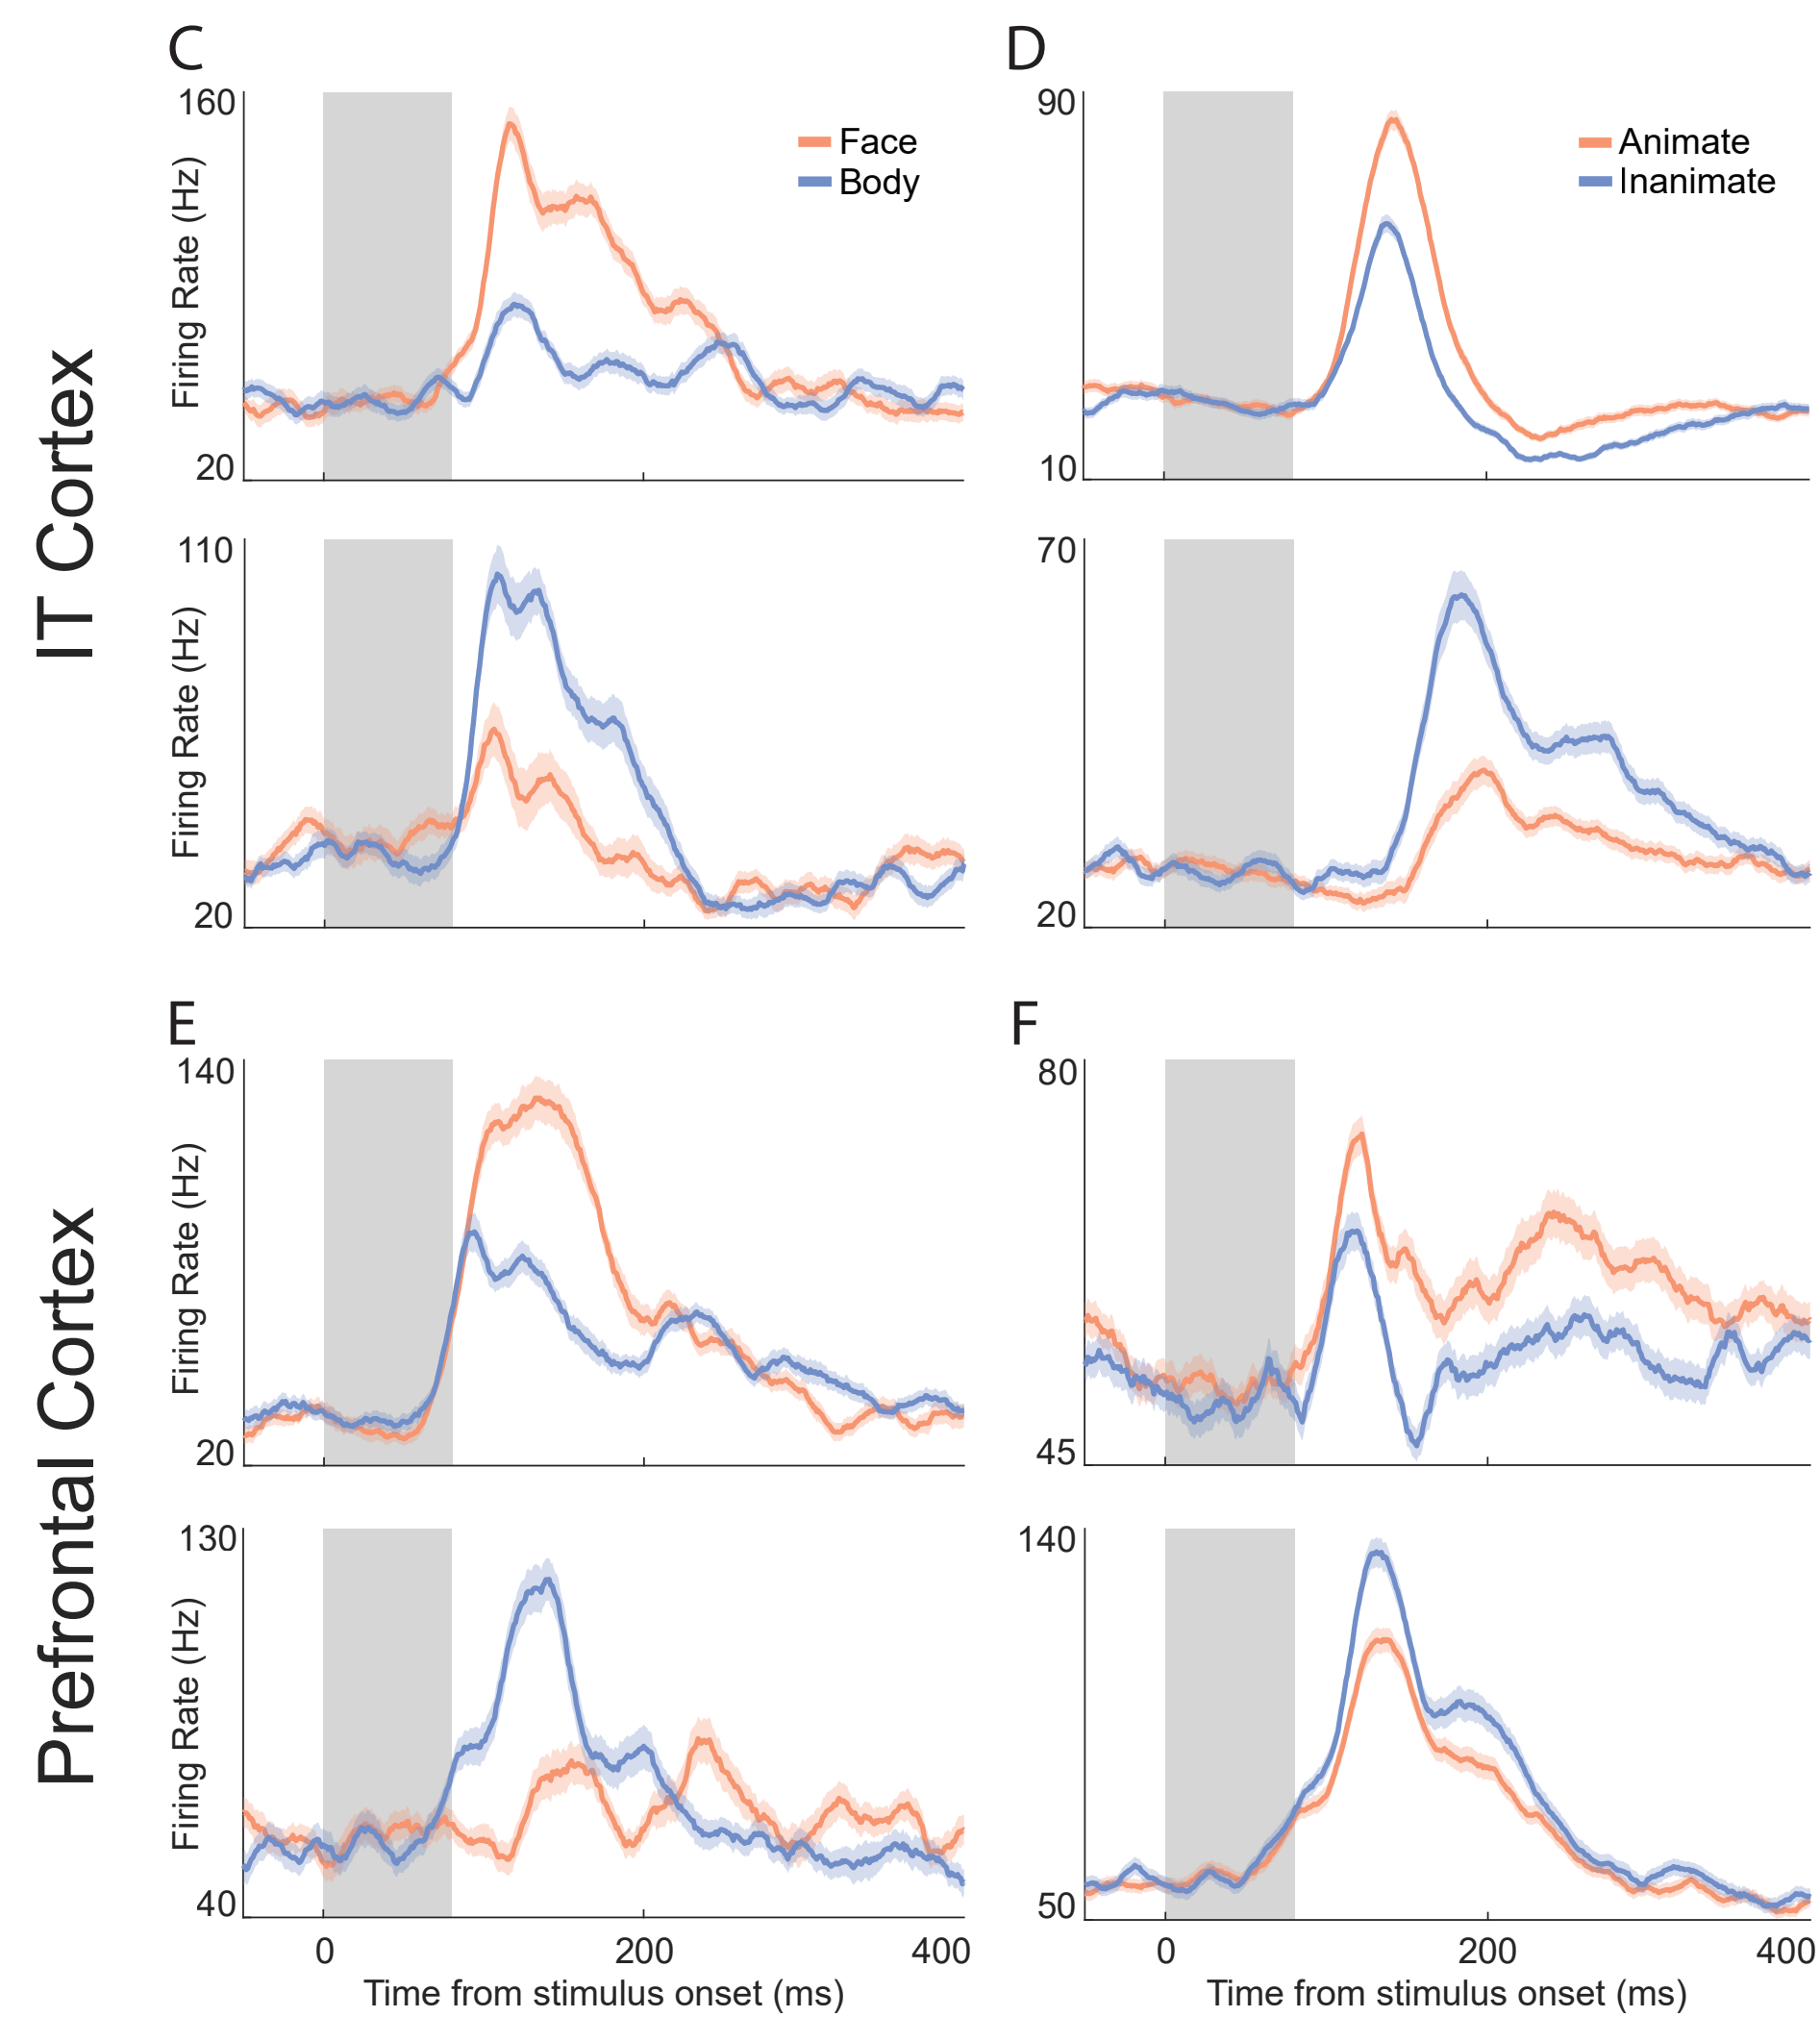 IT Cortex
C
160
Firing Rate (Hz)
20
Face
Body
D
90
10
Animate
Inanimate
110
Firing Rate (Hz)
20
70
20
Prefrontal Cortex
E
140
Firing Rate (Hz)
20
F
80
45
130
Firing Rate (Hz)
40
0 200 400
Time from stimulus onset (ms)
140
50
0 200 400
Time from stimulus onset (ms)